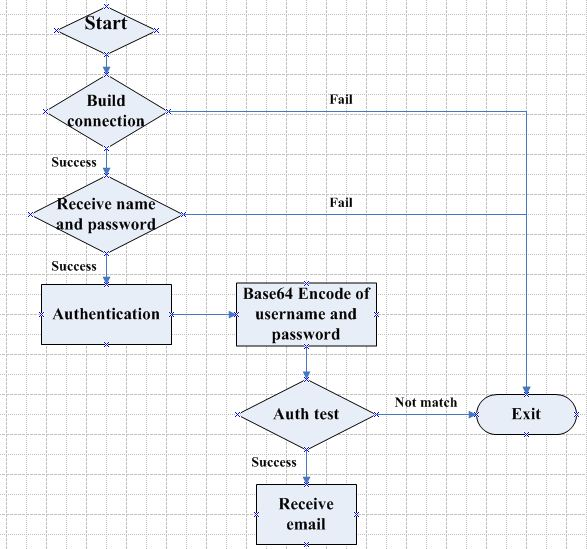 Start
Build
connection
Fail
Success
Receive name
and password
Fail
Success
Authentication
Base64 Encode of
username and
password
Auth test
Not match
Exit
Success
Receive
email